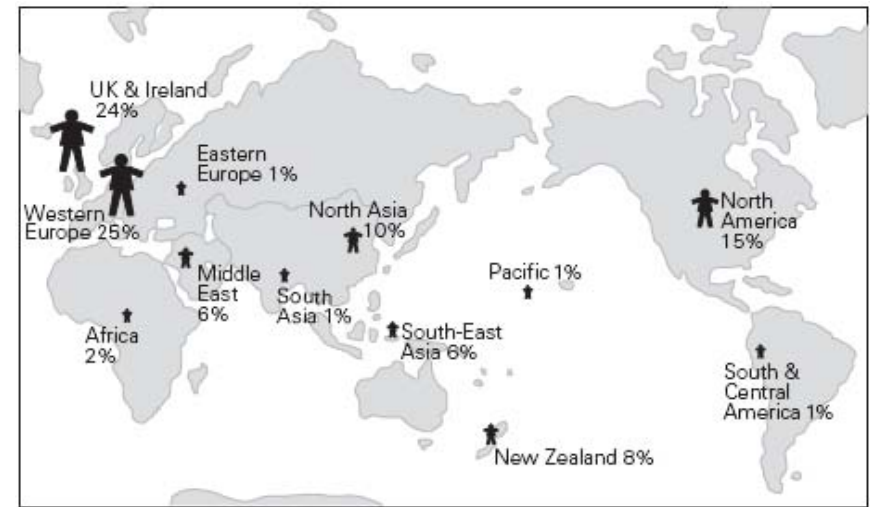 UK & Ireland
24%
Eastern
Europe 1%
Western
Europe 25%
North Asia
10%
North
America
15%
Middle
East
6%
South
Asia 1%
Pacific 1%
Africa
2%
South-East
Asia 6%
South &
Central
America 1%
New Zealand 8%